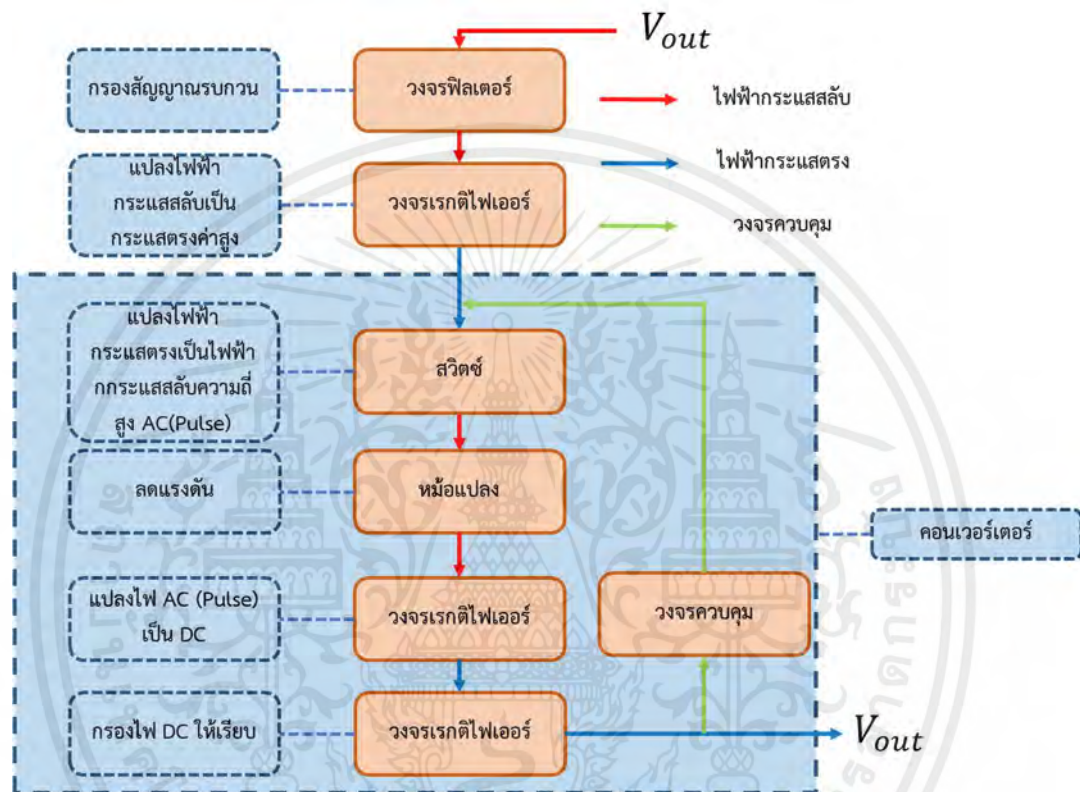 V_{out}
กรองสัญญาณรบกวน
วงจรฟิลเตอร์
ไฟฟ้ากระแสสลับ
แปลงไฟฟ้า
กระแสสลับเป็น
กระแสตรงค่าสูง
วงจรเรกติไฟเออร์
ไฟฟ้ากระแสตรง
วงจรควบคุม
แปลงไฟฟ้า
กระแสตรงเป็นไฟฟ้า
กกระแสสลับความถี่
สูง AC(Pulse)
สวิตซ์
ลดแรงดัน
หม้อแปลง
คอนเวอร์เตอร์
แปลงไฟ AC (Pulse)
เป็น DC
วงจรเรกติไฟเออร์
วงจรควบคุม
กรองไฟ DC ให้เรียบ
วงจรเรกติไฟเออร์
V_{out}